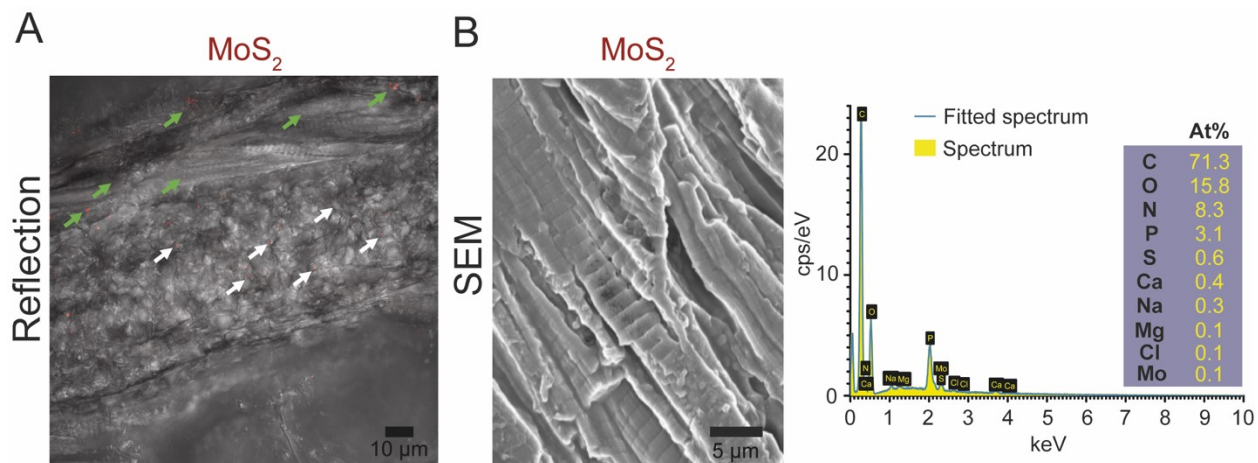 A
MoS2
Reflection
10 µm
B
MoS2
SEM
5 µm
cps/eV
20
10
0
C
O
N
Ca
Na
Mg
P
Mo
S
Cl
Cl
Ca
Ca
Fitted spectrum
Spectrum
At%
C 71.3
O 15.8
N 8.3
P 3.1
S 0.6
Ca 0.4
Na 0.3
Mg 0.1
Cl 0.1
Mo 0.1
0 1 2 3 4 5 6 7 8 9 10
keV